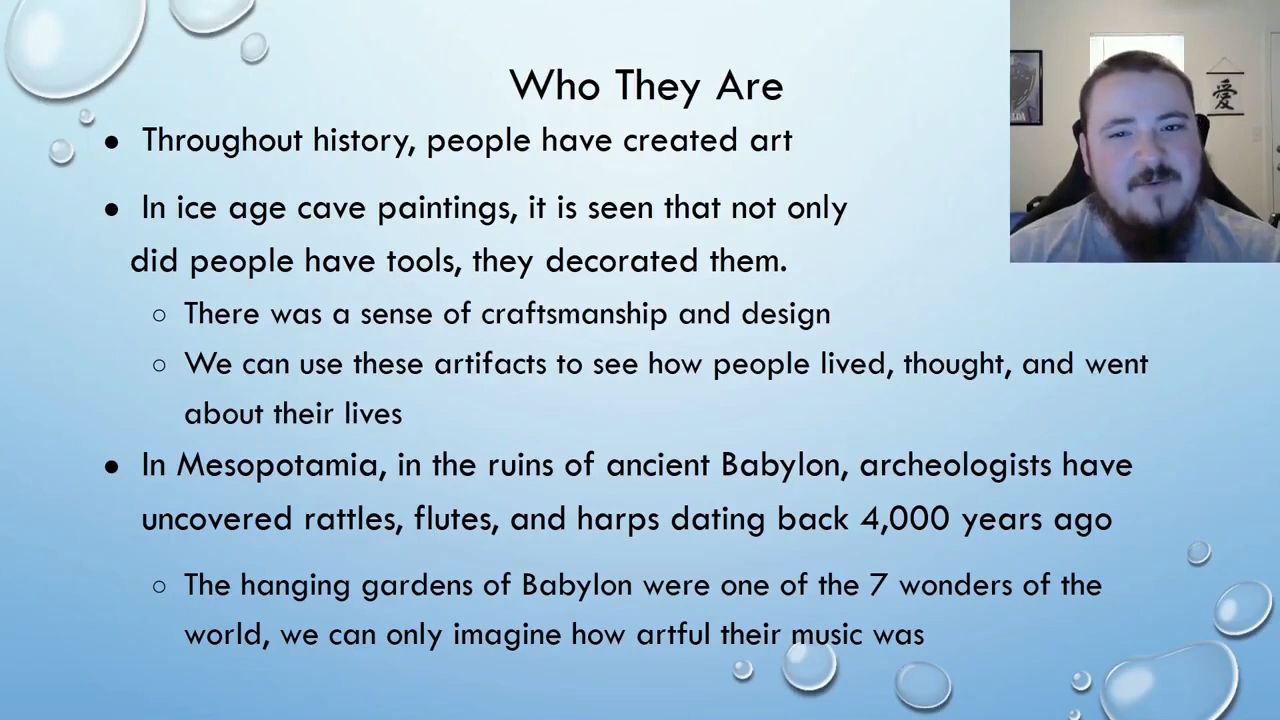 Who They Are
Throughout history, people have created art
In ice age cave paintings, it is seen that not only
did people have tools, they decorated them.
There was a sense of craftsmanship and design
We can use these artifacts to see how people lived, thought, and went
about their lives
In Mesopotamia, in the ruins of ancient Babylon, archeologists have
uncovered rattles, flutes, and harps dating back 4,000 years ago
The hanging gardens of Babylon were one of the 7 wonders of the
world, we can only imagine how artful their music was
愛